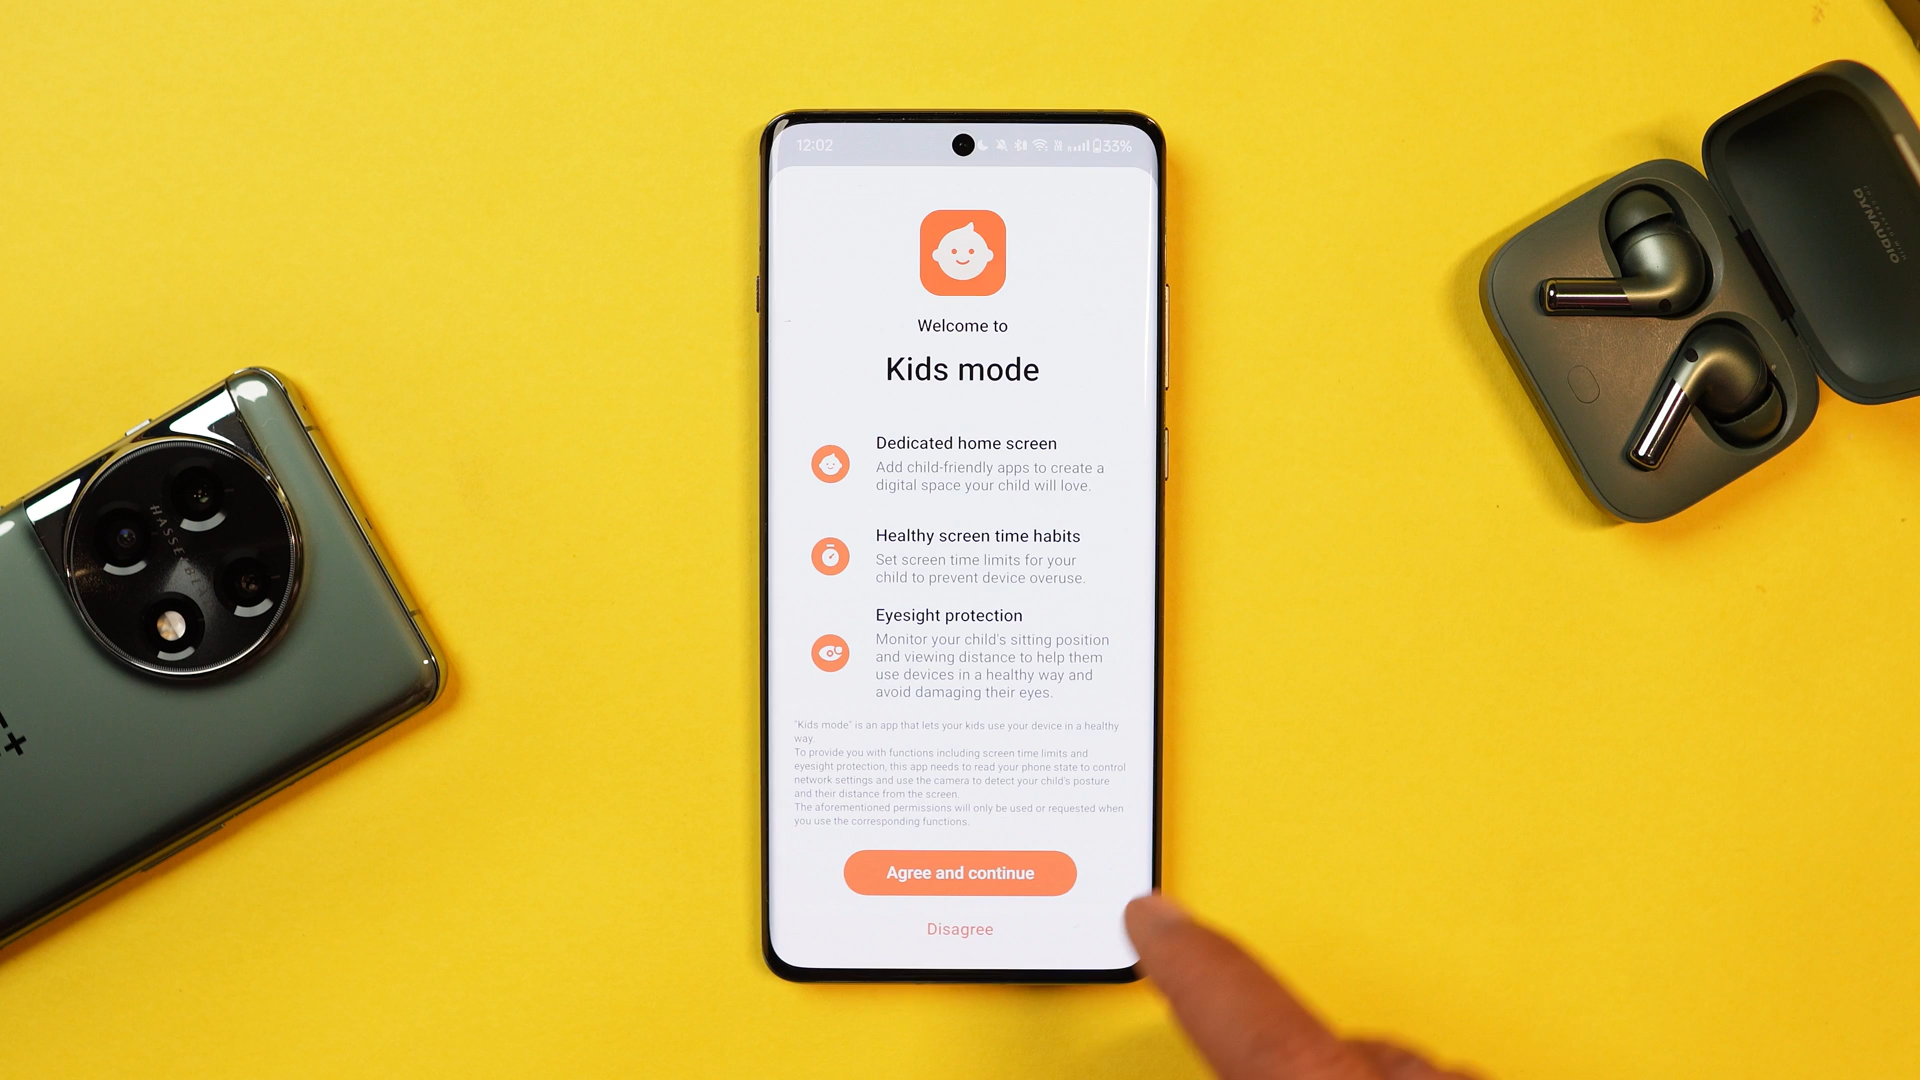 12:02
33%
Welcome to
Kids mode
Dedicated home screen
Add child-friendly apps to create a
digital space your child will love.
Healthy screen time habits
Set screen time limits for your
child to prevent device overuse.
Eyesight protection
Monitor your child's sitting position
and viewing distance to help them
use devices in a healthy way and
avoid damaging their eyes.
"Kids mode" is an app that lets your kids use your device in a healthy
way.
To provide you with functions including screen time limits and
eyesight protection, this app needs to read your phone state to control
network settings and use the camera to detect your child's posture
and their distance from the screen.
The aforementioned permissions will only be used or requested when
you use the corresponding functions.
Agree and continue
Disagree
HASSELBLAD
CO-CREATED WITH
DYNAUDIO